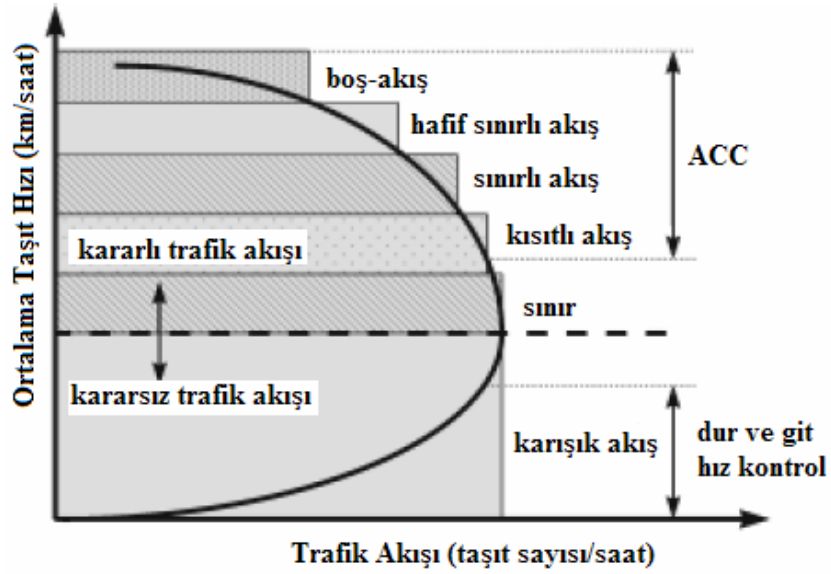 Ortalama Taşıt Hızı (km/saat)
boş-akış
hafif sınırlı akış
ACC
sınırlı akış
kısıtlı akış
kararlı trafik akışı
sınır
kararsız trafik akışı
karışık akış
dur ve git
hız kontrol
Trafik Akışı (taşıt sayısı/saat)